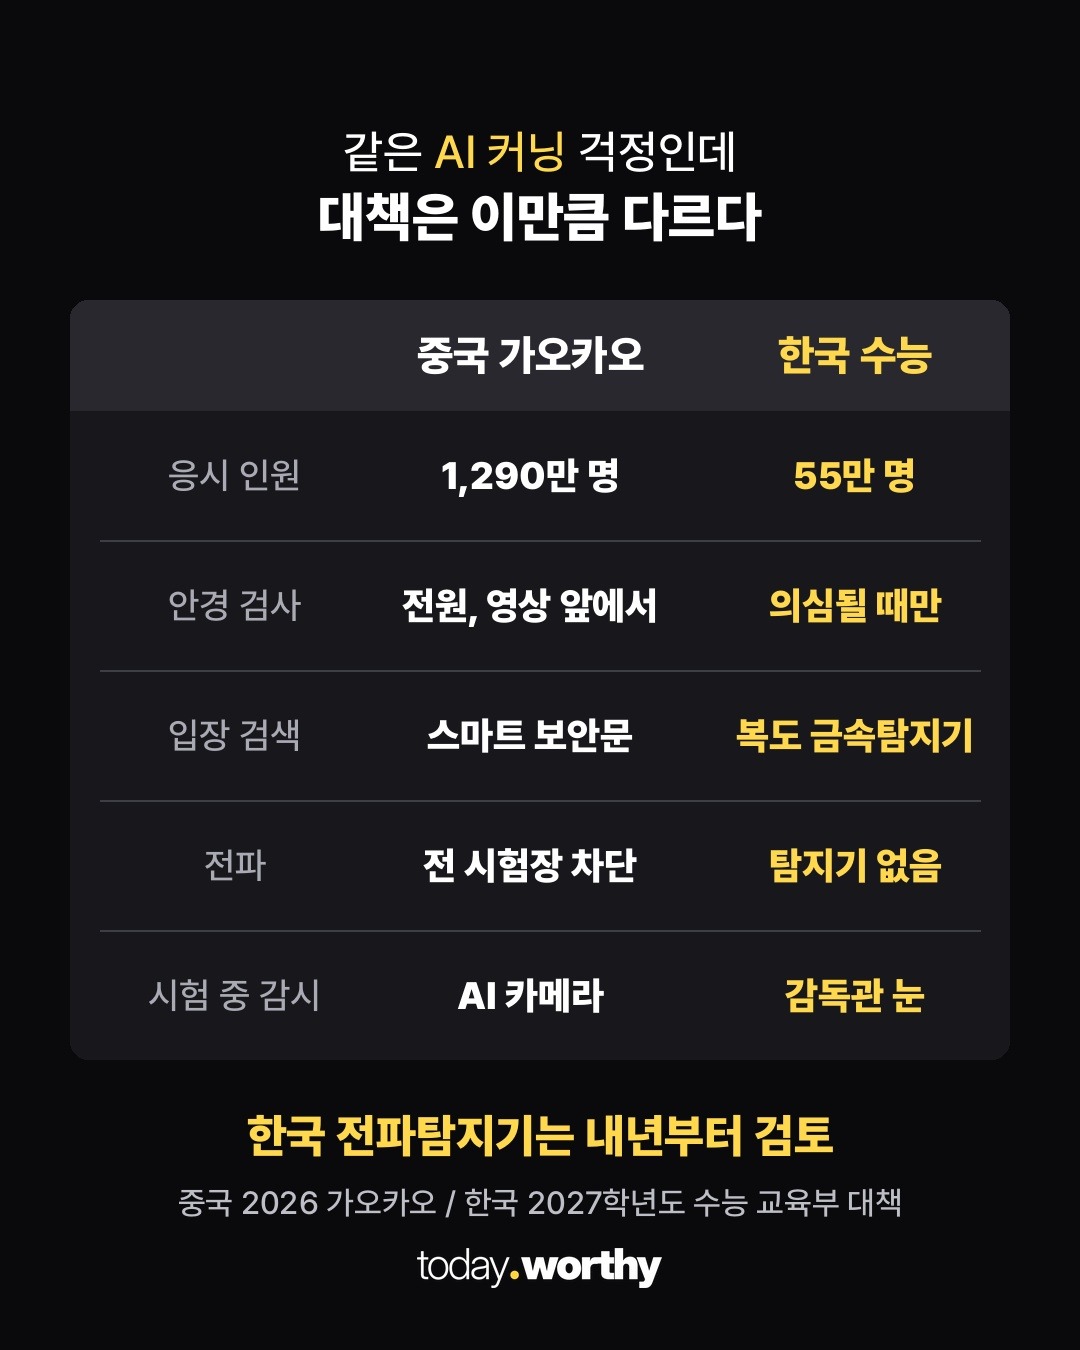 같은 AI 커닝 걱정인데
대책은 이만큼 다르다
중국 가오카오 한국 수능
응시 인원 1,290만 명 55만 명
안경 검사 전원, 영상 앞에서 의심될 때만
입장 검색 스마트 보안문 복도 금속탐지기
전파 전 시험장 차단 탐지기 없음
시험 중 감시 AI 카메라 감독관 눈
한국 전파탐지기는 내년부터 검토
중국 2026 가오카오 / 한국 2027학년도 수능 교육부 대책
today.worthy